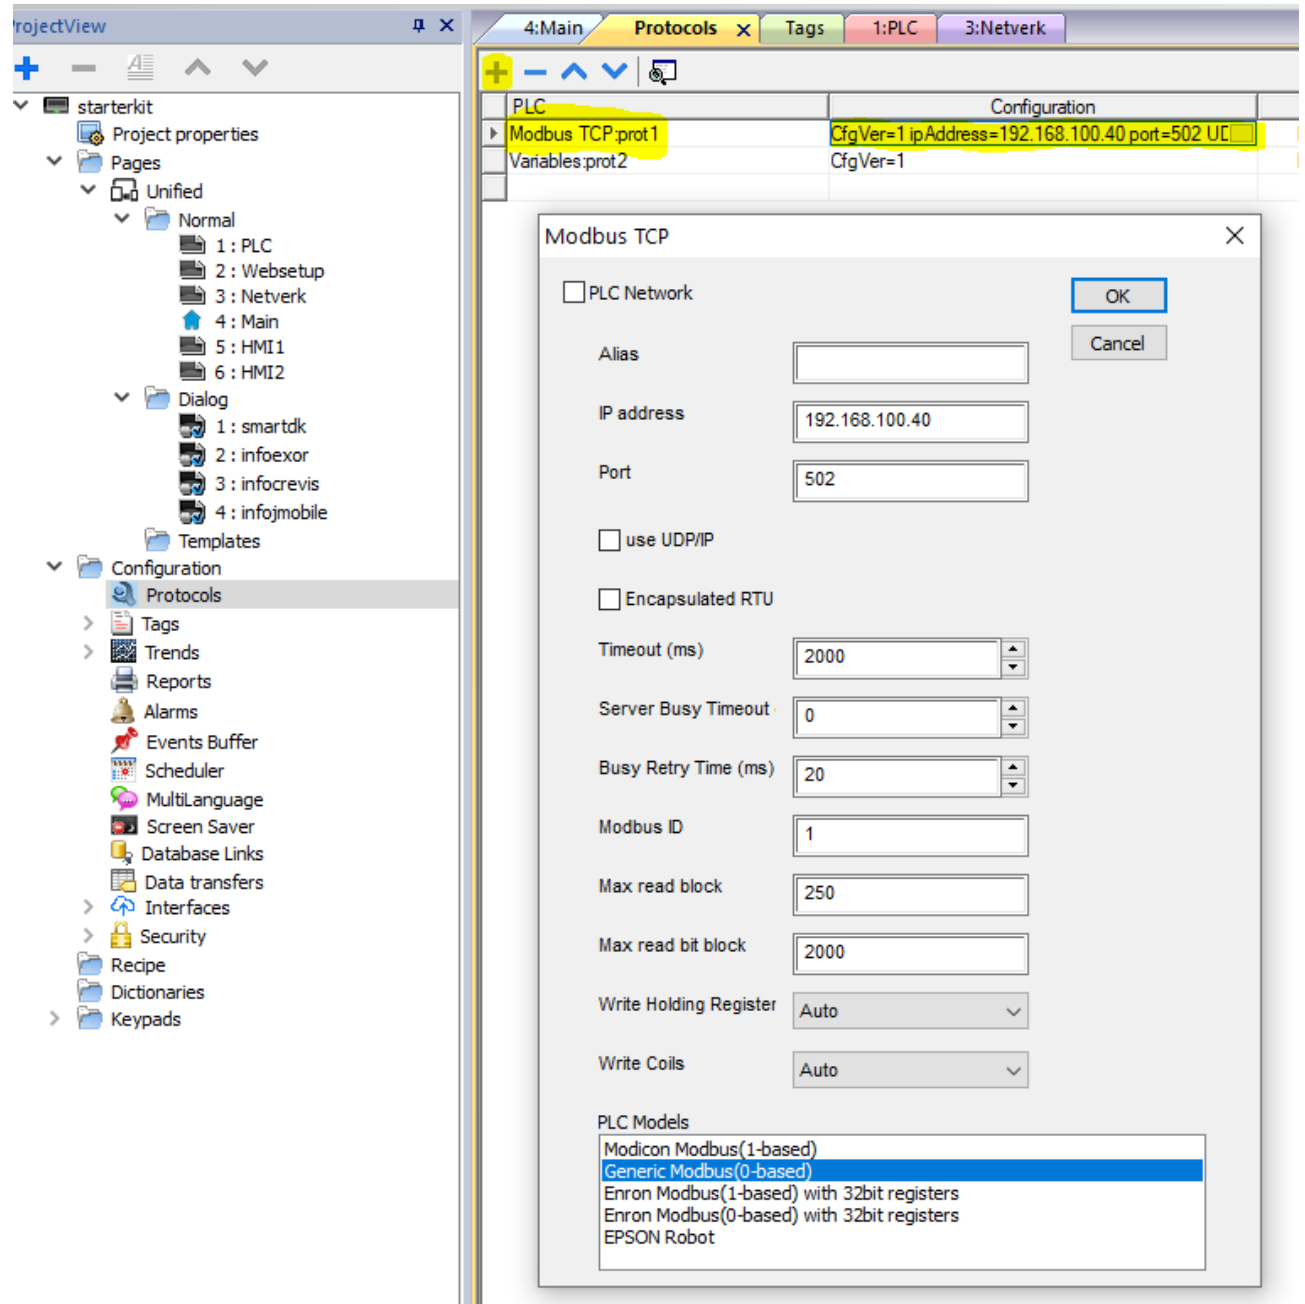 ProjectView
4:Main
Protocols
Tags
1:PLC
3:Netverk
starterkit
Project properties
Pages
Unified
Normal
1 : PLC
2 : Websetup
3 : Netverk
4 : Main
5 : HMI1
6 : HMI2
Dialog
1 : smartdk
2 : infoexor
3 : infocrevis
4 : infojmobile
Templates
Configuration
Protocols
Tags
Trends
Reports
Alarms
Events Buffer
Scheduler
MultiLanguage
Screen Saver
Database Links
Data transfers
Interfaces
Security
Recipe
Dictionaries
Keypads
PLC Configuration
Modbus TCP:prot1 CfgVer=1 ipAddress=192.168.100.40 port=502 UD
Variables:prot2 CfgVer=1
Modbus TCP
PLC Network
OK
Cancel
Alias
IP address 192.168.100.40
Port 502
use UDP/IP
Encapsulated RTU
Timeout (ms) 2000
Server Busy Timeout 0
Busy Retry Time (ms) 20
Modbus ID 1
Max read block 250
Max read bit block 2000
Write Holding Register Auto
Write Coils Auto
PLC Models
Modicon Modbus(1-based)
Generic Modbus(0-based)
Enron Modbus(1-based) with 32bit registers
Enron Modbus(0-based) with 32bit registers
EPSON Robot